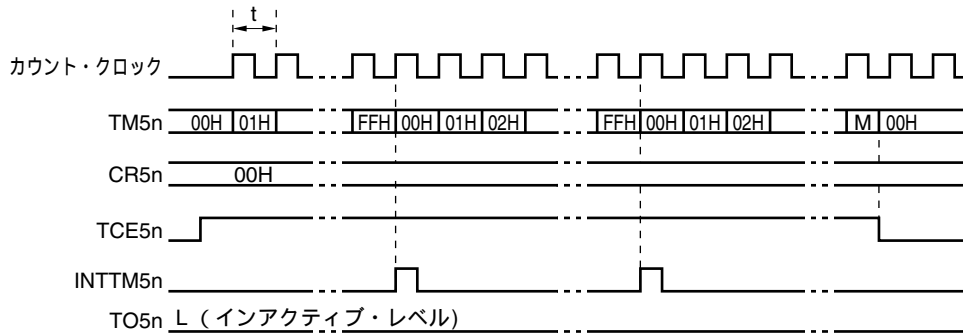 t
カウント・クロック
TM5n 00H 01H FFH 00H 01H 02H FFH 00H 01H 02H M 00H
CR5n 00H
TCE5n
INTTM5n
TO5n L（インアクティブ・レベル)